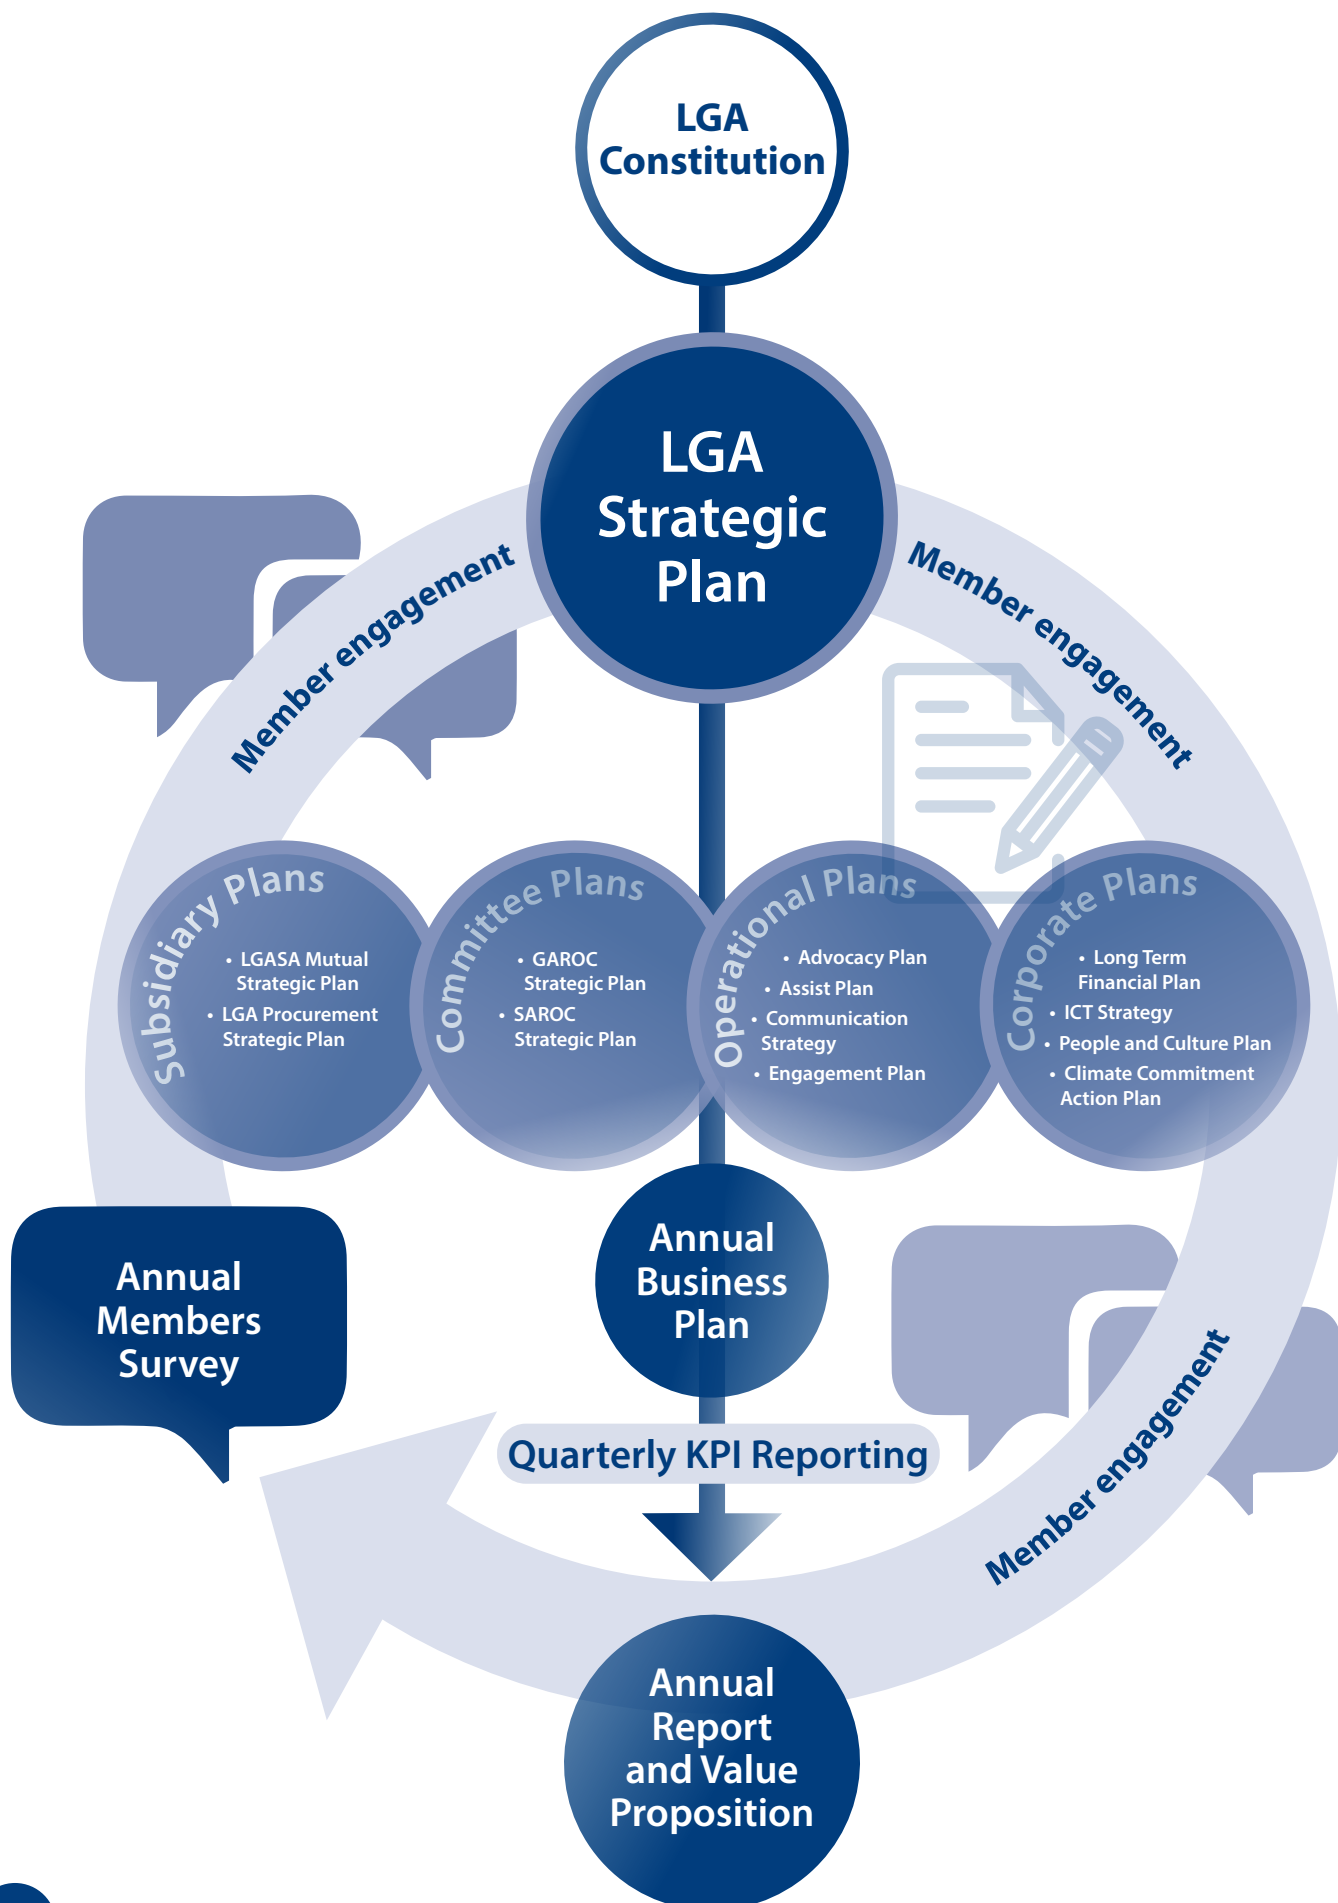 LGA
Constitution
LGA
Strategic
Plan
Member engagement
Member engagement
Subsidiary Plans
• LGASA Mutual
Strategic Plan
• LGA Procurement
Strategic Plan
Committee Plans
• GAROC
Strategic Plan
• SAROC
Strategic Plan
Operational Plans
• Advocacy Plan
• Assist Plan
• Communication
Strategy
• Engagement Plan
Corporate Plans
• Long Term
Financial Plan
• ICT Strategy
• People and Culture Plan
• Climate Commitment
Action Plan
Annual
Members
Survey
Annual
Business
Plan
Quarterly KPI Reporting
Member engagement
Annual
Report
and Value
Proposition